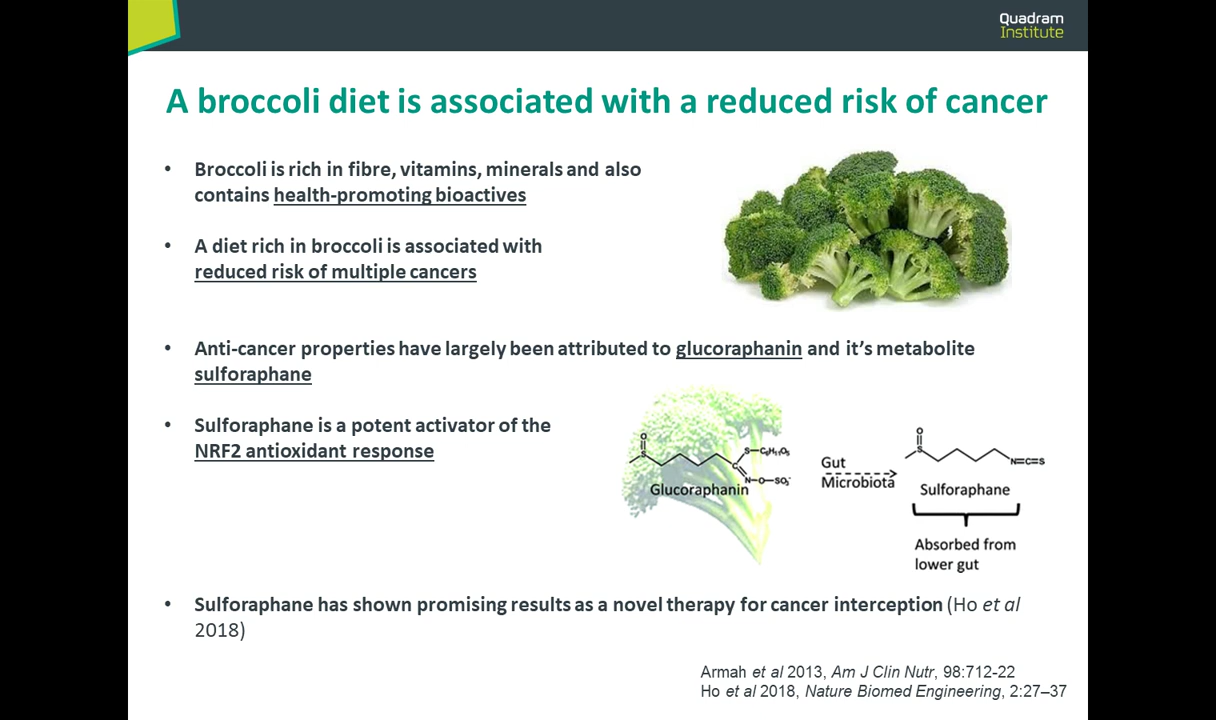 Quadram
Institute
A broccoli diet is associated with a reduced risk of cancer
• Broccoli is rich in fibre, vitamins, minerals and also
contains health-promoting bioactives
• A diet rich in broccoli is associated with
reduced risk of multiple cancers
• Anti-cancer properties have largely been attributed to glucoraphanin and it's metabolite
sulforaphane
• Sulforaphane is a potent activator of the
NRF2 antioxidant response
O
S
S—C₆H₁₁O₅
C
N—O—SO₃⁻
Glucoraphanin
Gut
Microbiota
O
S
N=C=S
Sulforaphane
Absorbed from
lower gut
• Sulforaphane has shown promising results as a novel therapy for cancer interception (Ho et al
2018)
Armah et al 2013, Am J Clin Nutr, 98:712-22
Ho et al 2018, Nature Biomed Engineering, 2:27–37